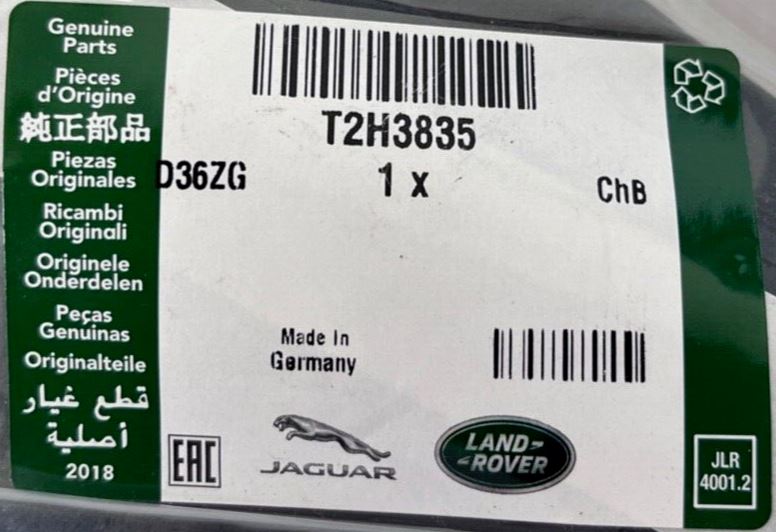 Genuine
Parts
Pièces
d'Origine
純正部品
Piezas
Originales
Ricambi
Originali
Originele
Onderdelen
Peças
Genuinas
Originalteile
قطع غيار
أصلية
2018
T2H3835
D36ZG 1 x ChB
Made In
Germany
EAC
JAGUAR
LAND-
-ROVER
JLR
4001.2